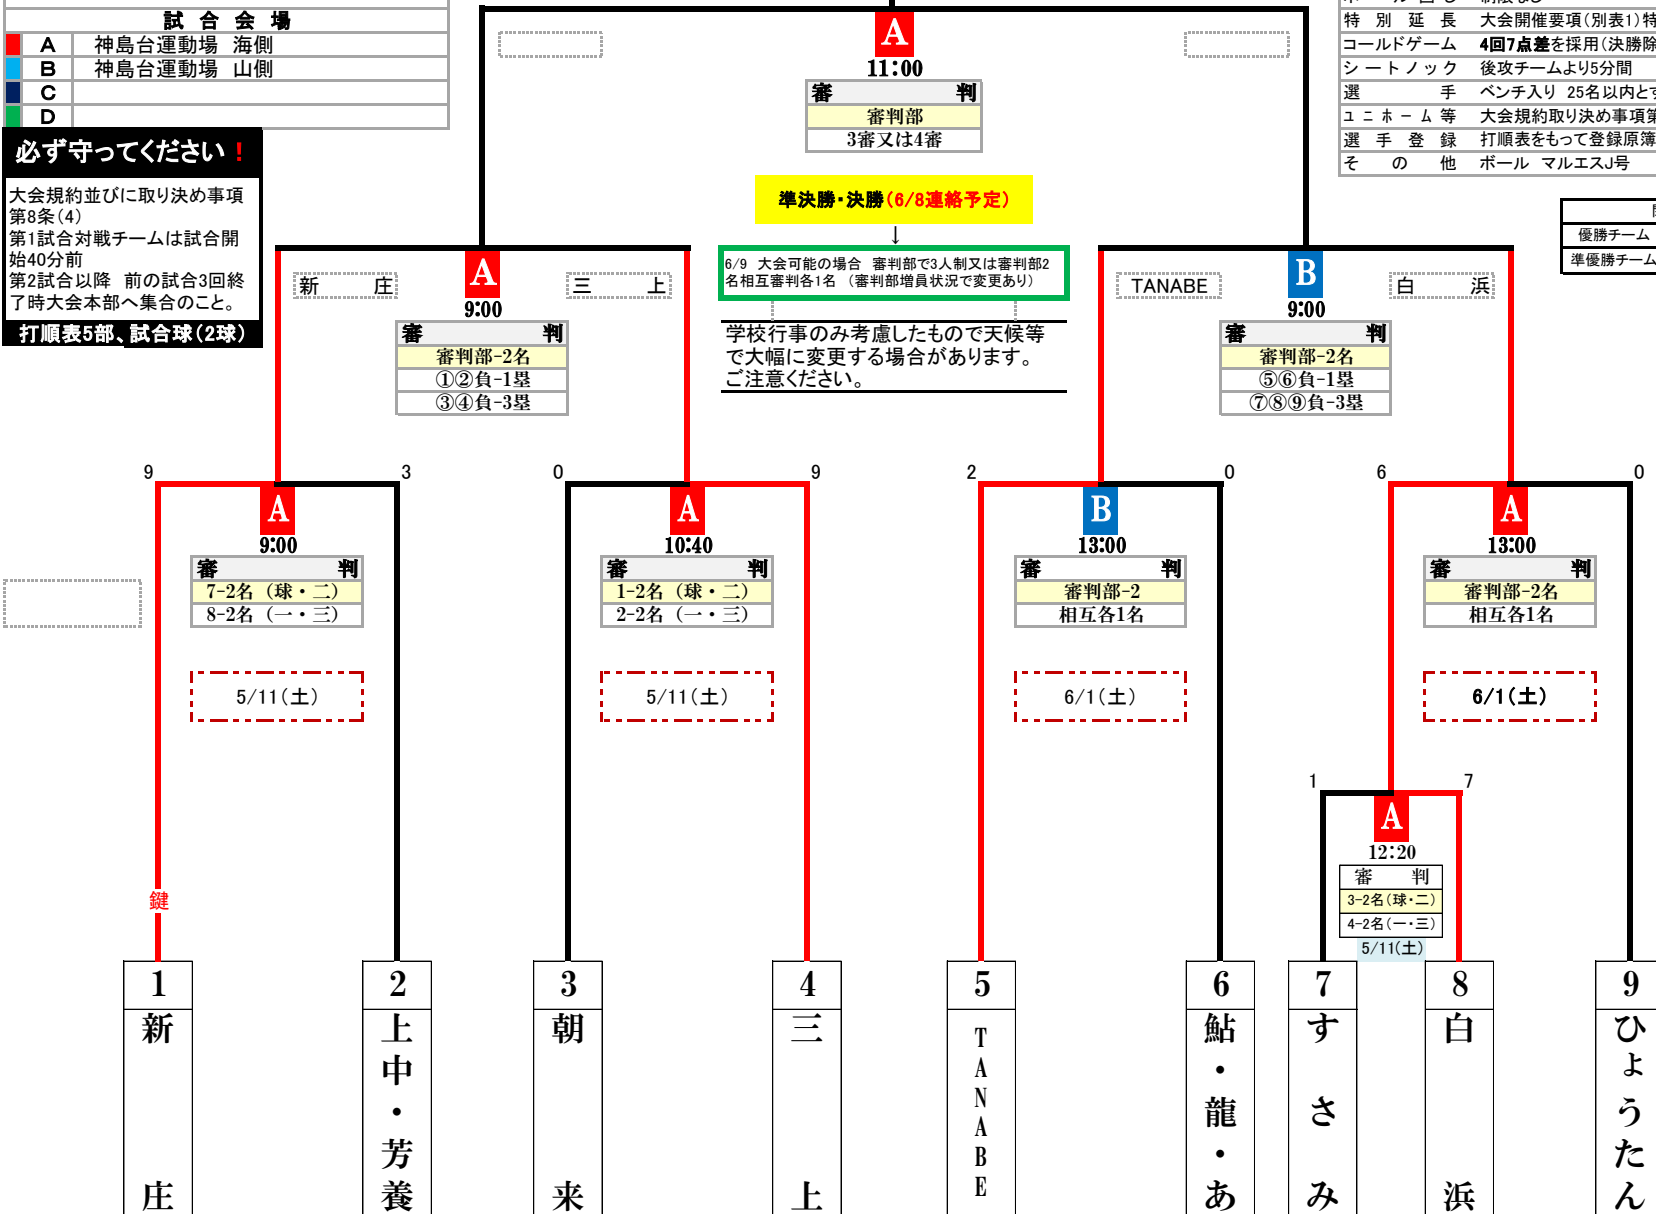 試合会場
A 神島台運動場 海側
B 神島台運動場 山側
C
D
必ず守ってください！
大会規約並びに取り決め事項
第8条(4)
第1試合対戦チームは試合開
始40分前
第2試合以降 前の試合3回終
了時大会本部へ集合のこと。
打順表5部、試合球(2球)
A
11:00
審判
審判部
3審又は4審
特別延長 大会開催要項(別表1)特
コールドゲーム 4回7点差を採用(決勝除
シートノック 後攻チームより5分間
選手 ベンチ入り 25名以内とす
ユニホーム等 大会規約取り決め事項第
選手登録 打順表をもって登録原簿
その他 ボール マルエスJ号
優勝チーム
準優勝チーム
準決勝・決勝(6/8連絡予定)
↓
6/9 大会可能の場合 審判部で3人制又は審判部2
名相互審判各1名 （審判部増員状況で変更あり）
学校行事のみ考慮したもので天候等
で大幅に変更する場合があります。
ご注意ください。
新庄
A
三上
9:00
審判
審判部-2名
①②負-1塁
③④負-3塁
TANABE
B
白浜
9:00
審判
審判部-2名
⑤⑥負-1塁
⑦⑧⑨負-3塁
9 3
A
9:00
審判
7-2名（球・二）
8-2名（一・三）
5/11(土)
0 9
A
10:40
審判
1-2名（球・二）
2-2名（一・三）
5/11(土)
2 0
B
13:00
審判
審判部-2
相互各1名
6/1(土)
6 0
A
13:00
審判
審判部-2名
相互各1名
6/1(土)
1 7
A
12:20
審判
3-2名(球・二)
4-2名(一・三)
5/11(土)
鍵
1
新庄
2
上中・芳養
3
朝来
4
三上
5
TANABE
6
鮎・龍・あ
7
すさみ
8
白浜
9
ひょうたん